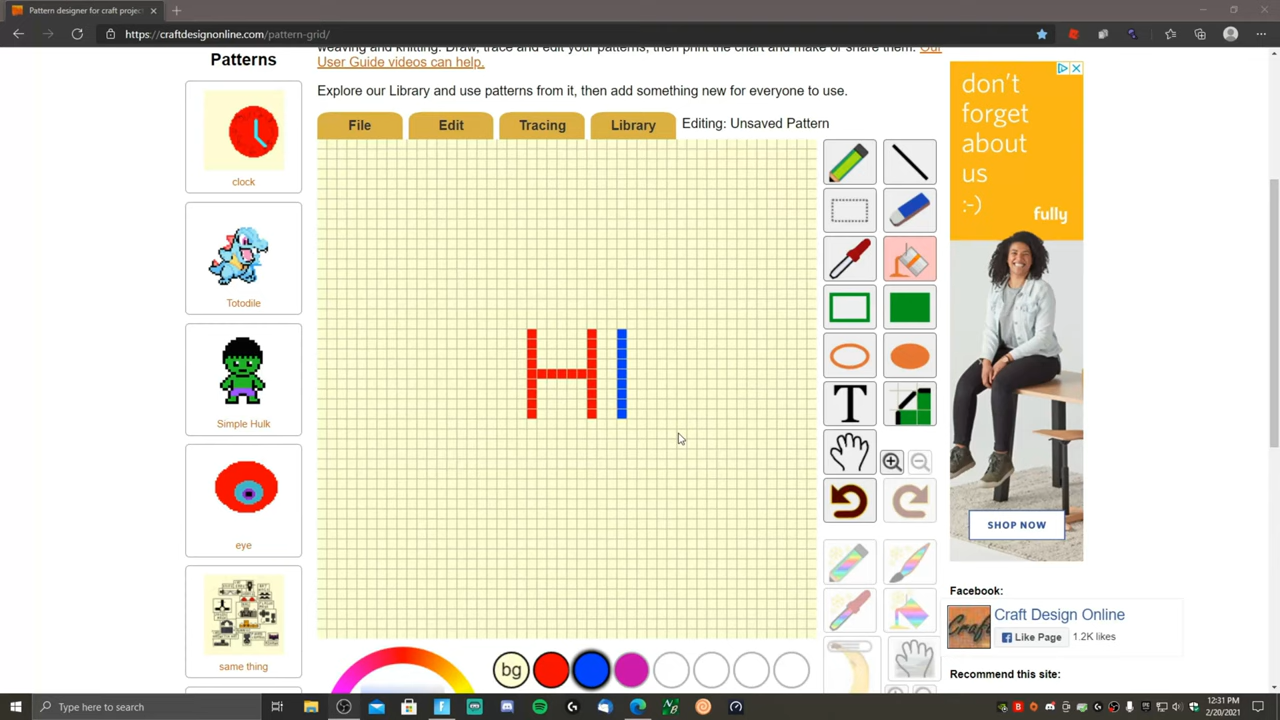 Pattern designer for craft projec
https://craftdesignonline.com/pattern-grid/
Patterns
clock
Totodile
Simple Hulk
eye
same thing
weaving and knitting. Draw, trace and edit your patterns, then print the chart and make or share them. Our
User Guide videos can help.
Explore our Library and use patterns from it, then add something new for everyone to use.
File
Edit
Tracing
Library
Editing: Unsaved Pattern
HI
T
bg
don't
forget
about
us
:-)
fully
SHOP NOW
Facebook:
Craft Design Online
Like Page
1.2K likes
Recommend this site:
Type here to search
12:31 PM
2/20/2021